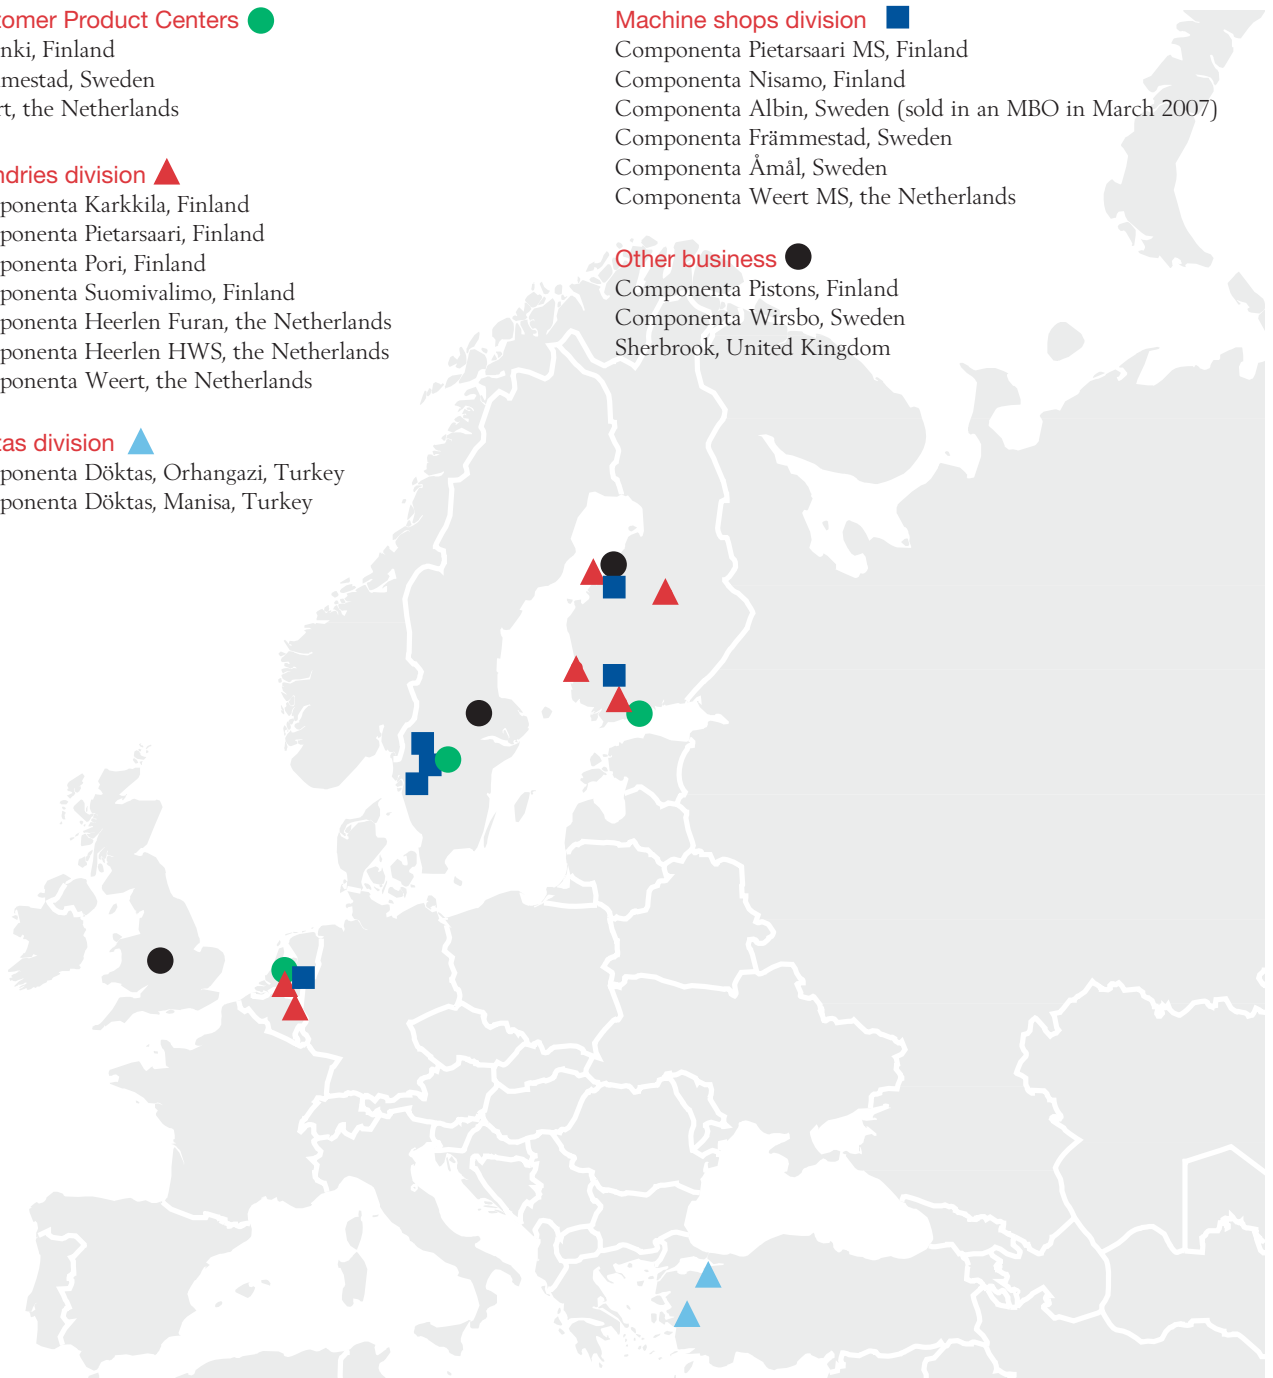 tomer Product Centers
nki, Finland
mestad, Sweden
rt, the Netherlands
ndries division
ponenta Karkkila, Finland
ponenta Pietarsaari, Finland
ponenta Pori, Finland
ponenta Suomivalimo, Finland
ponenta Heerlen Furan, the Netherlands
ponenta Heerlen HWS, the Netherlands
ponenta Weert, the Netherlands
tas division
ponenta Döktas, Orhangazi, Turkey
ponenta Döktas, Manisa, Turkey
Machine shops division
Componenta Pietarsaari MS, Finland
Componenta Nisamo, Finland
Componenta Albin, Sweden (sold in an MBO in March 2007)
Componenta Främmestad, Sweden
Componenta Åmål, Sweden
Componenta Weert MS, the Netherlands
Other business
Componenta Pistons, Finland
Componenta Wirsbo, Sweden
Sherbrook, United Kingdom